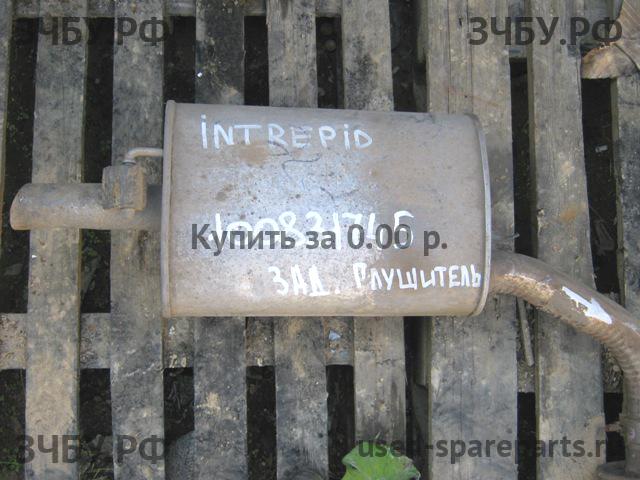 ЗЧБУ.РФ ЗЧБУ.РФ
INTREPID
Купить за 0.00 р.
ЗАД. ГЛУШИТЕЛЬ
ЗЧБУ.РФ used-spareparts.ru